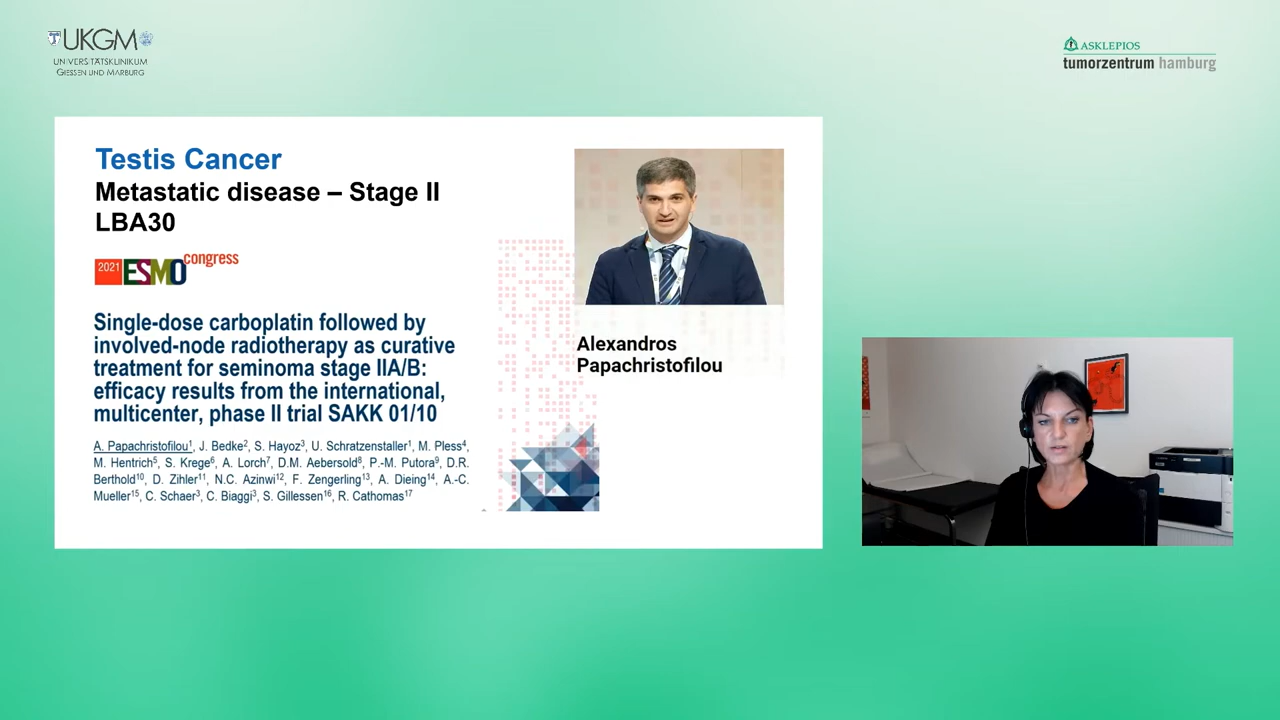 UKGM
UNIVERSITÄTSKLINIKUM
GIESSEN UND MARBURG
ASKLEPIOS
tumorzentrum hamburg
Testis Cancer
Metastatic disease – Stage II
LBA30
2021 ESMO congress
Single-dose carboplatin followed by
involved-node radiotherapy as curative
treatment for seminoma stage IIA/B:
efficacy results from the international,
multicenter, phase II trial SAKK 01/10
A. Papachristofilou¹, J. Bedke², S. Hayoz³, U. Schratzenstaller¹, M. Pless⁴,
M. Hentrich⁵, S. Krege⁶, A. Lorch⁷, D.M. Aebersold⁸, P.-M. Putora⁹, D.R.
Berthold¹⁰, D. Zihler¹¹, N.C. Azinwi¹², F. Zengerling¹³, A. Dieing¹⁴, A.-C.
Mueller¹⁵, C. Schaer³, C. Biaggi³, S. Gillessen¹⁶, R. Cathomas¹⁷
Alexandros
Papachristofilou